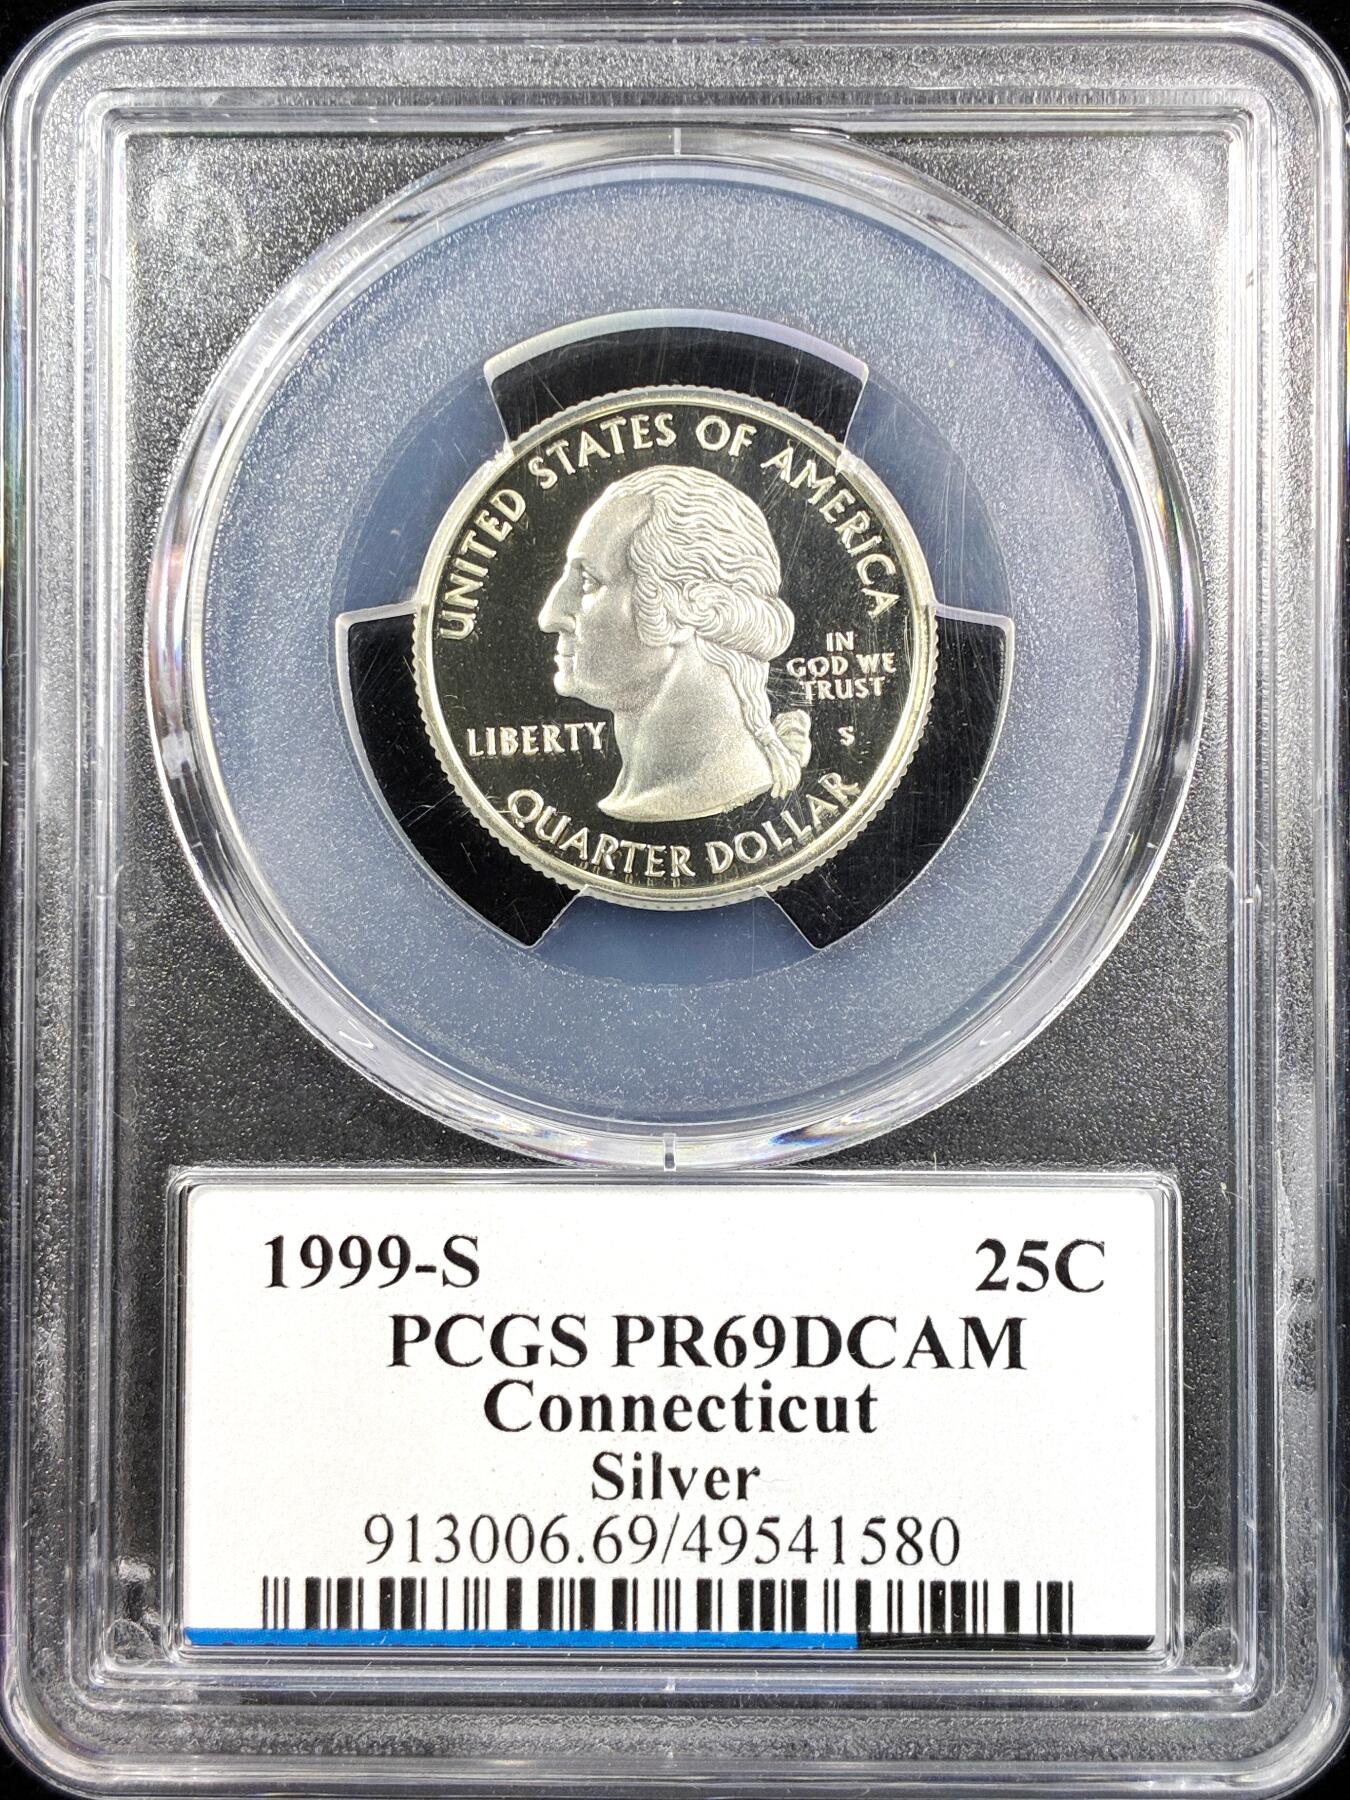 UNITED STATES OF AMERICA
IN
GOD WE
TRUST
LIBERTY
S
QUARTER DOLLAR
1999-S 25C
PCGS PR69DCAM
Connecticut
Silver
913006.69/49541580